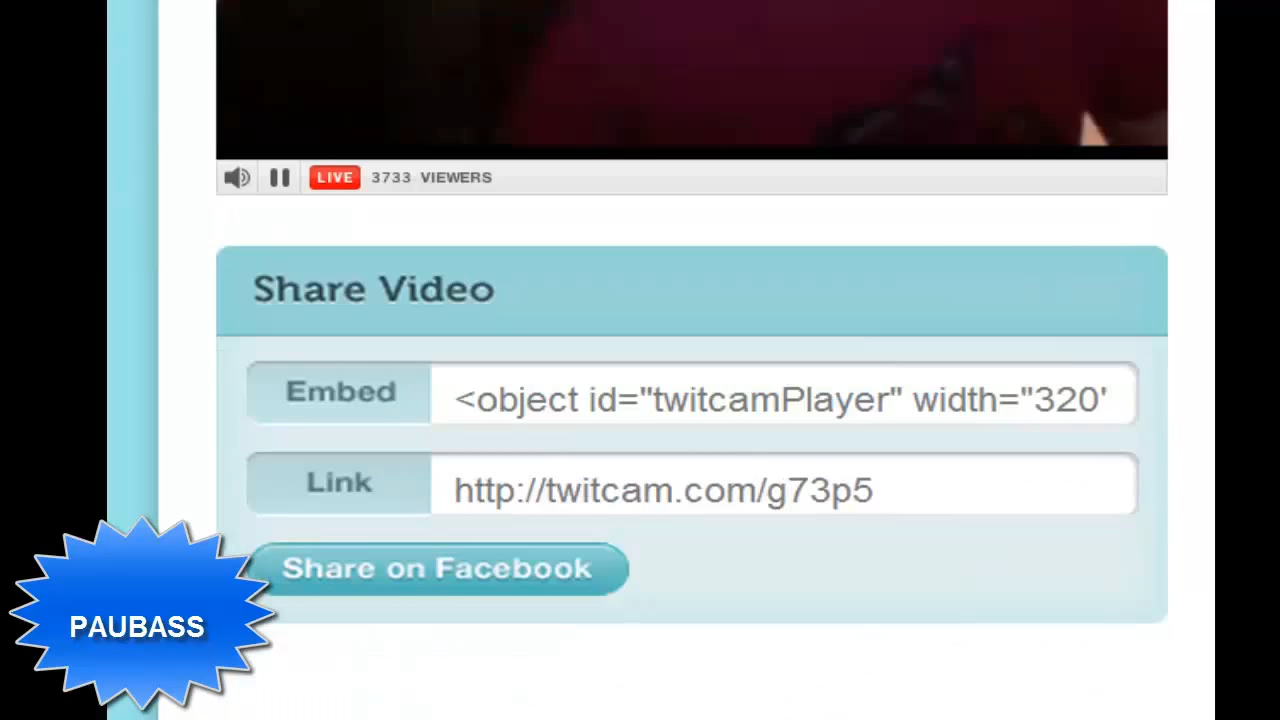 LIVE 3733 VIEWERS
Share Video
Embed <object id="twitcamPlayer" width="320'
Link http://twitcam.com/g73p5
Share on Facebook
PAUBASS